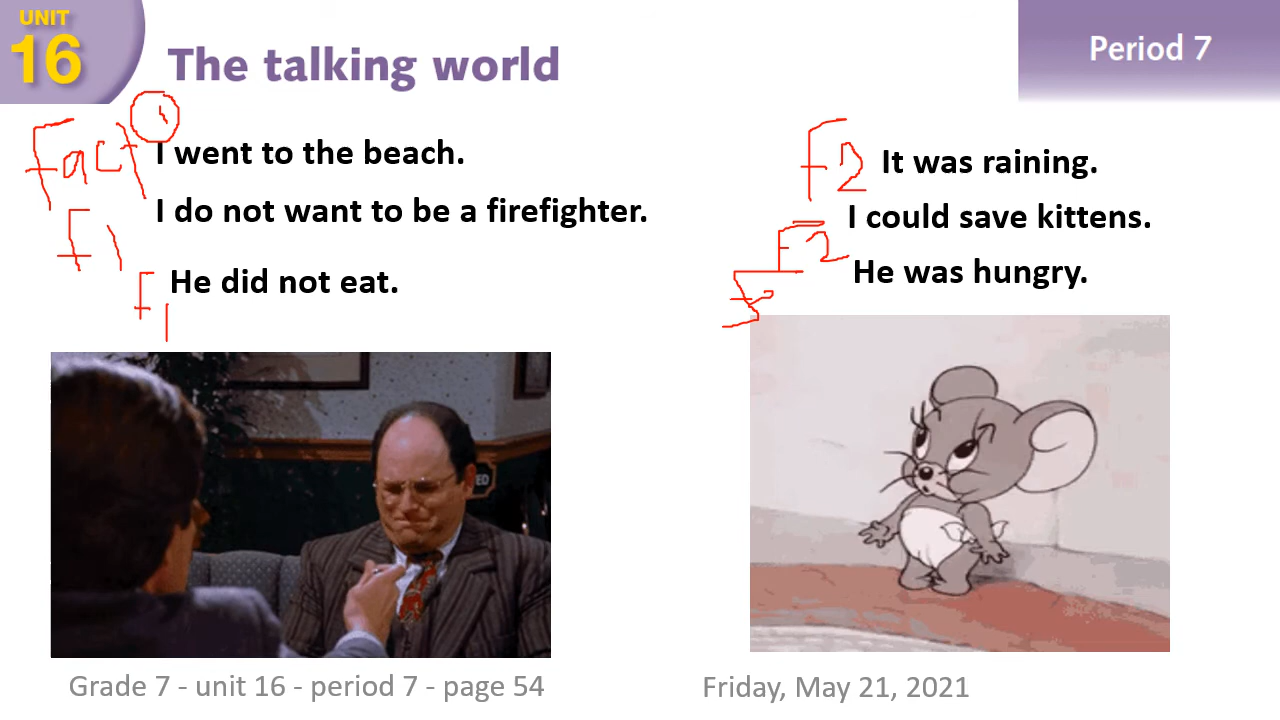 UNIT
16
The talking world
Period 7
Fact 1
I went to the beach.
F2
It was raining.
F1
I do not want to be a firefighter.
F2
I could save kittens.
F1
He did not eat.
He was hungry.
Grade 7 - unit 16 - period 7 - page 54
Friday, May 21, 2021